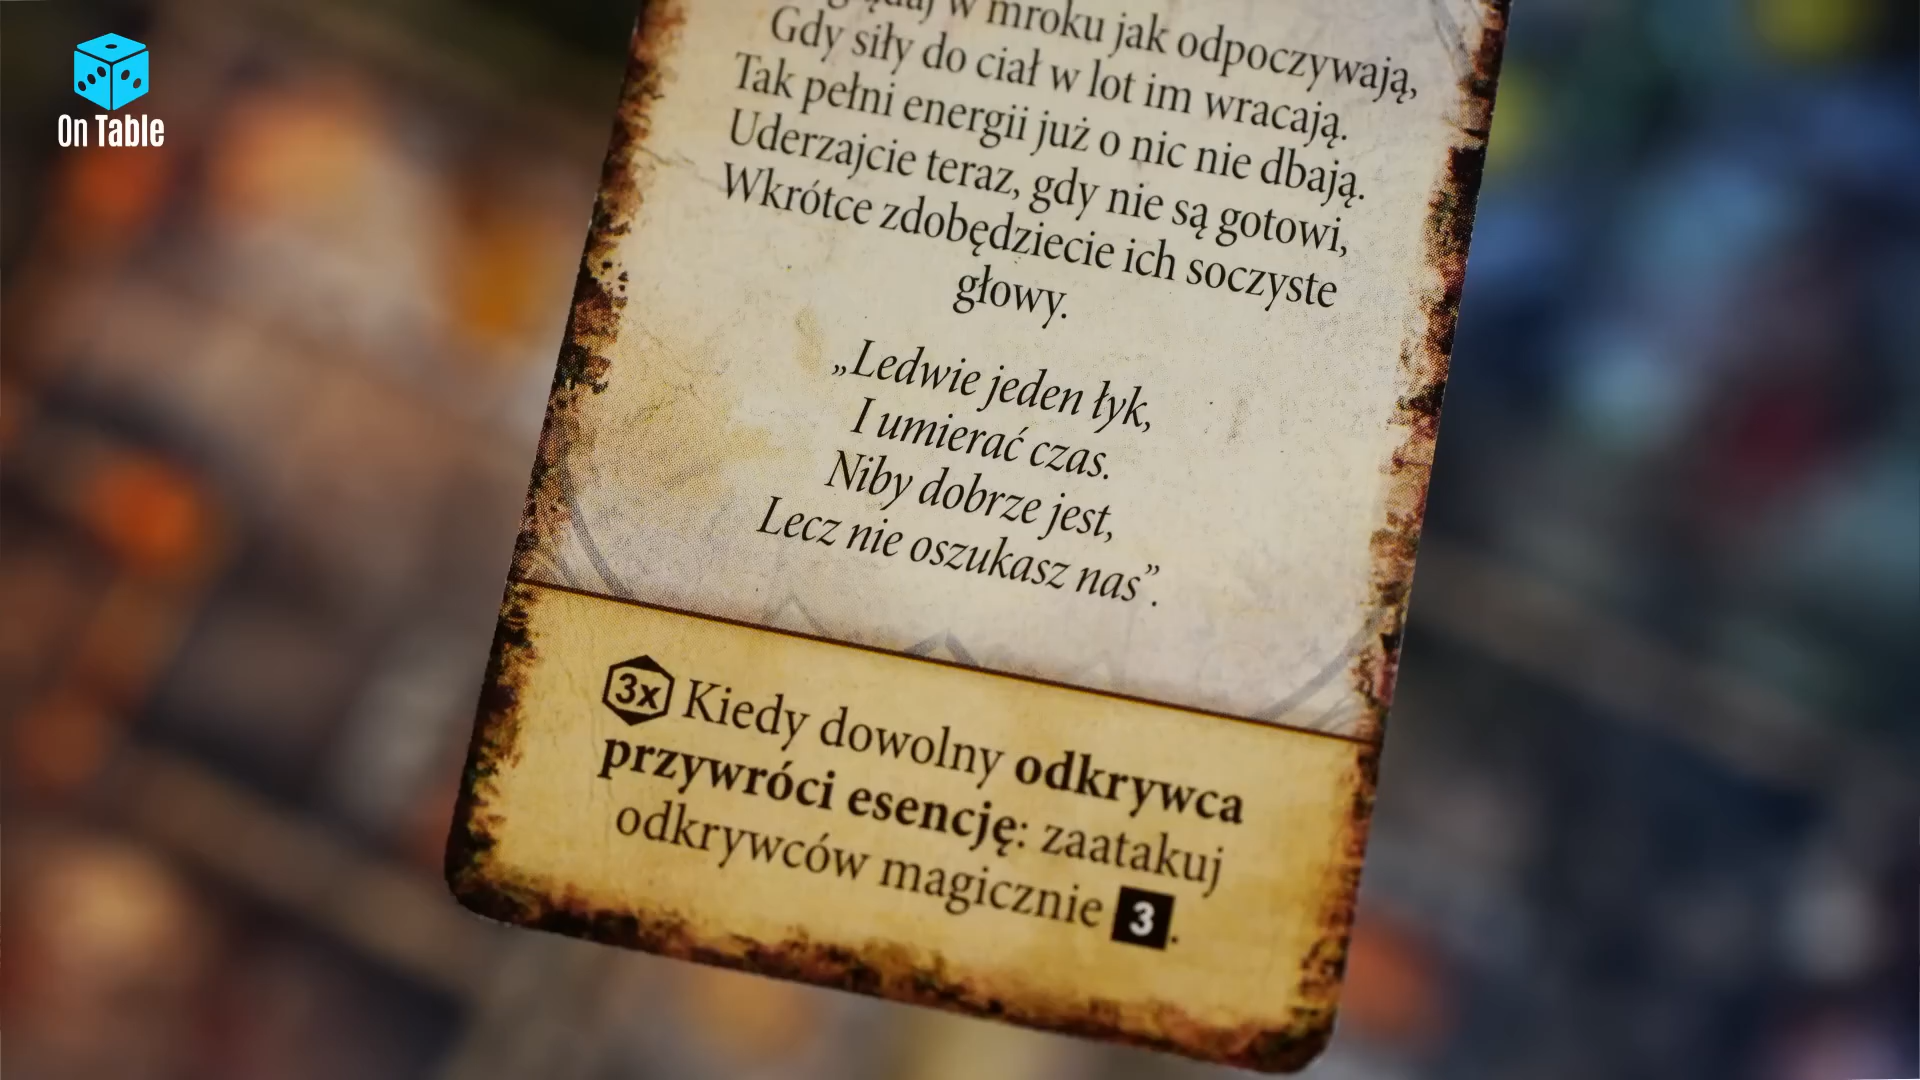 On Table
w mroku jak odpoczywają,
Gdy siły do ciał w lot im wracają.
Tak pełni energii już o nic nie dbają.
Uderzajcie teraz, gdy nie są gotowi,
Wkrótce zdobędziecie ich soczyste
głowy.
„Ledwie jeden łyk,
I umierać czas.
Niby dobrze jest,
Lecz nie oszukasz nas”.
3x Kiedy dowolny odkrywca
przywróci esencję: zaatakuj
odkrywców magicznie 3.